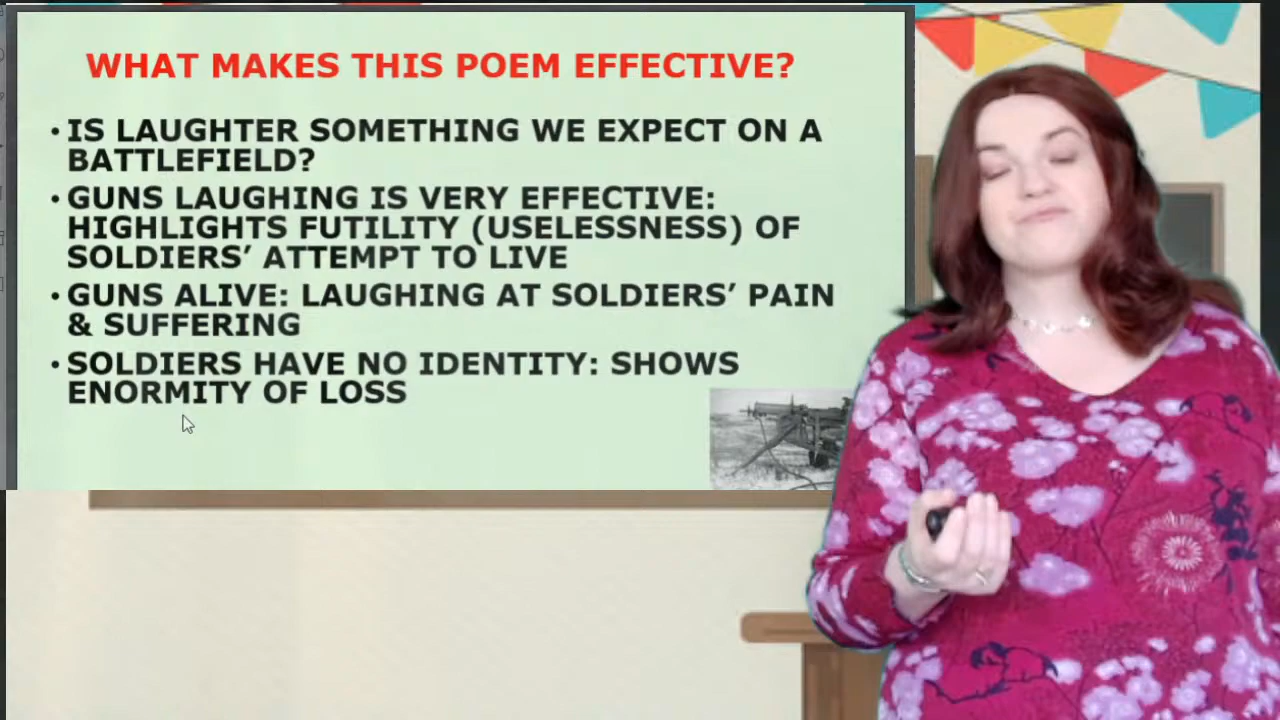 WHAT MAKES THIS POEM EFFECTIVE?
• IS LAUGHTER SOMETHING WE EXPECT ON A
BATTLEFIELD?
• GUNS LAUGHING IS VERY EFFECTIVE:
HIGHLIGHTS FUTILITY (USELESSNESS) OF
SOLDIERS’ ATTEMPT TO LIVE
• GUNS ALIVE: LAUGHING AT SOLDIERS’ PAIN
& SUFFERING
• SOLDIERS HAVE NO IDENTITY: SHOWS
ENORMITY OF LOSS